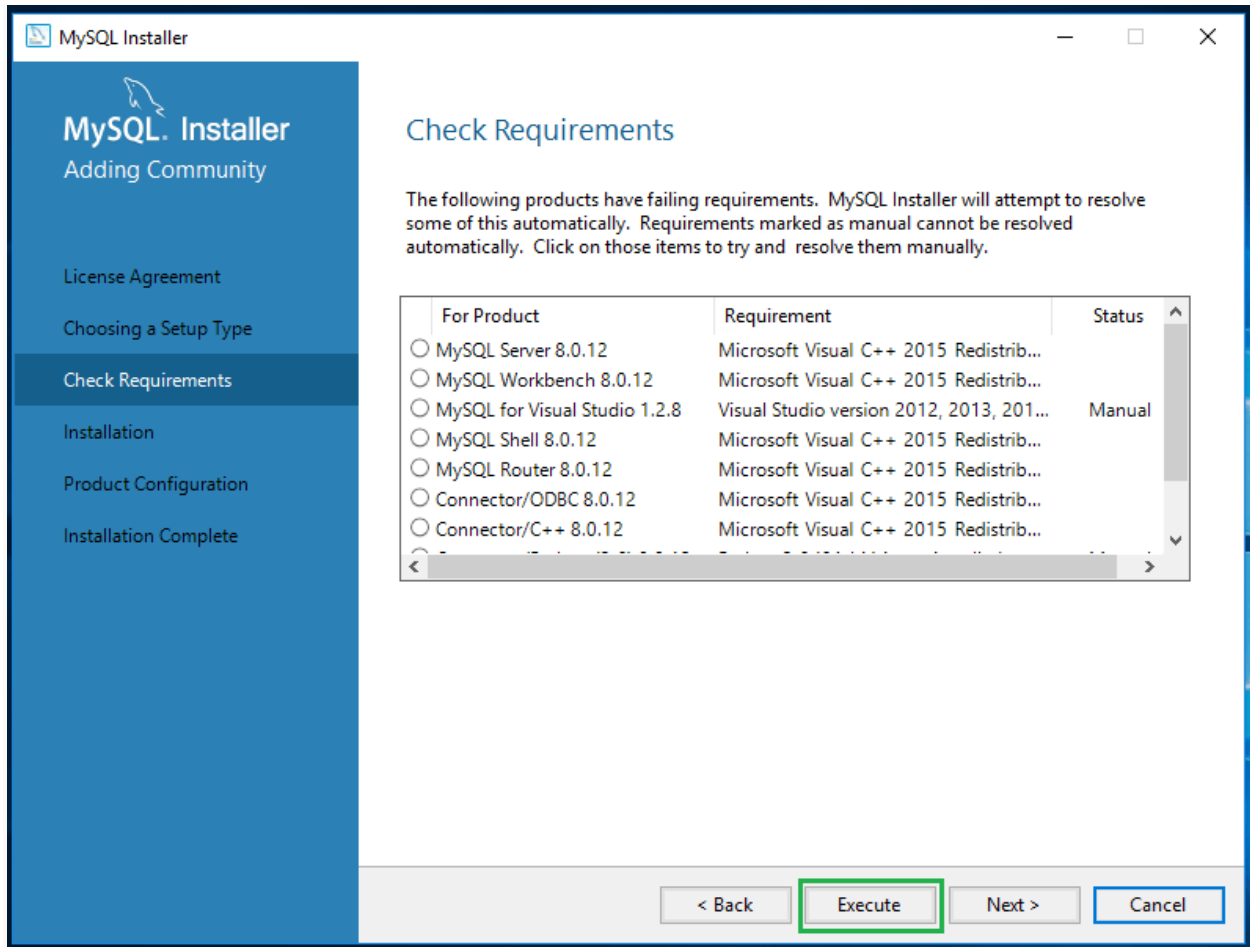 MySQL Installer
MySQL. Installer
Adding Community
License Agreement
Choosing a Setup Type
Check Requirements
Installation
Product Configuration
Installation Complete
Check Requirements
The following products have failing requirements. MySQL Installer will attempt to resolve
some of this automatically. Requirements marked as manual cannot be resolved
automatically. Click on those items to try and resolve them manually.
For Product Requirement Status
MySQL Server 8.0.12 Microsoft Visual C++ 2015 Redistrib...
MySQL Workbench 8.0.12 Microsoft Visual C++ 2015 Redistrib...
MySQL for Visual Studio 1.2.8 Visual Studio version 2012, 2013, 201... Manual
MySQL Shell 8.0.12 Microsoft Visual C++ 2015 Redistrib...
MySQL Router 8.0.12 Microsoft Visual C++ 2015 Redistrib...
Connector/ODBC 8.0.12 Microsoft Visual C++ 2015 Redistrib...
Connector/C++ 8.0.12 Microsoft Visual C++ 2015 Redistrib...
< Back Execute Next > Cancel